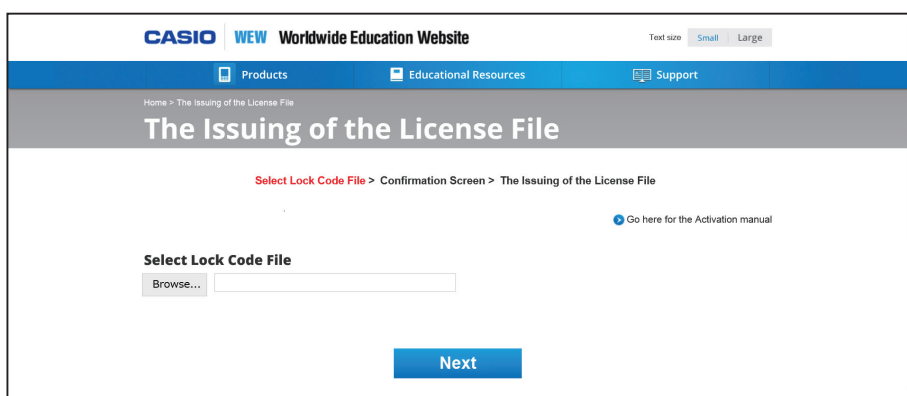 CASIO WEW Worldwide Education Website
Text size Small Large
Products Educational Resources Support
Home > The Issuing of the License File
The Issuing of the License File
Select Lock Code File > Confirmation Screen > The Issuing of the License File
Go here for the Activation manual
Select Lock Code File
Browse...
Next